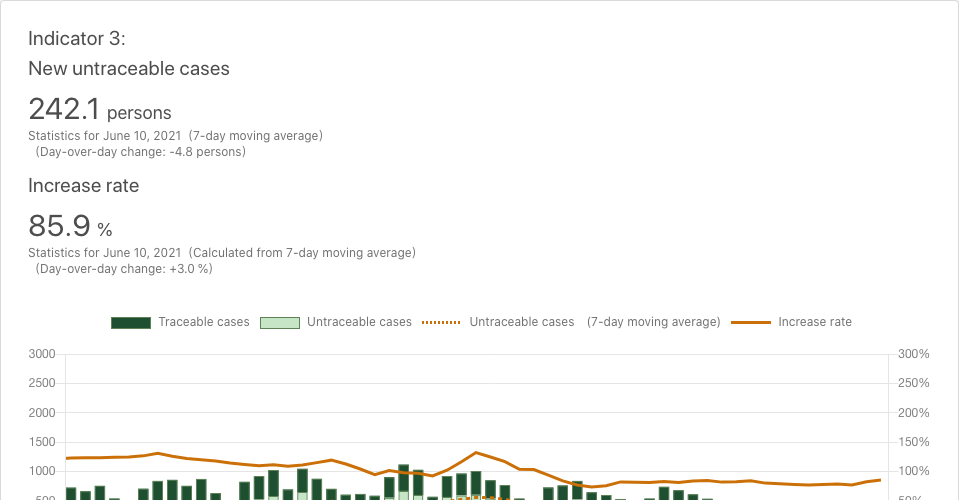 Indicator 3:
New untraceable cases
242.1 persons
Statistics for June 10, 2021 (7-day moving average)
(Day-over-day change: -4.8 persons)
Increase rate
85.9 %
Statistics for June 10, 2021 (Calculated from 7-day moving average)
(Day-over-day change: +3.0 %)
Traceable cases Untraceable cases Untraceable cases (7-day moving average) Increase rate
3000 300%
2500 250%
2000 200%
1500 150%
1000 100%
500 50%